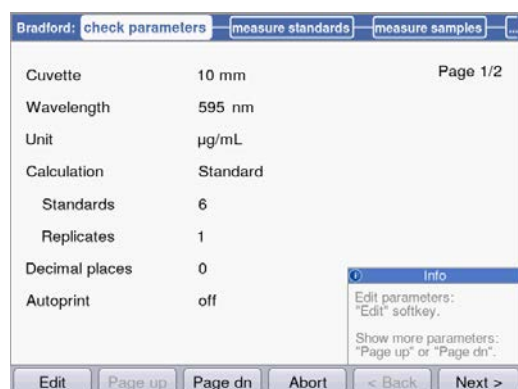 Bradford: check parameters measure standards measure samples ...
Page 1/2
Cuvette 10 mm
Wavelength 595 nm
Unit µg/mL
Calculation Standard
Standards 6
Replicates 1
Decimal places 0
Autoprint off
Info
Edit parameters:
"Edit" softkey.
Show more parameters:
"Page up" or "Page dn".
Edit Page up Page dn Abort < Back Next >